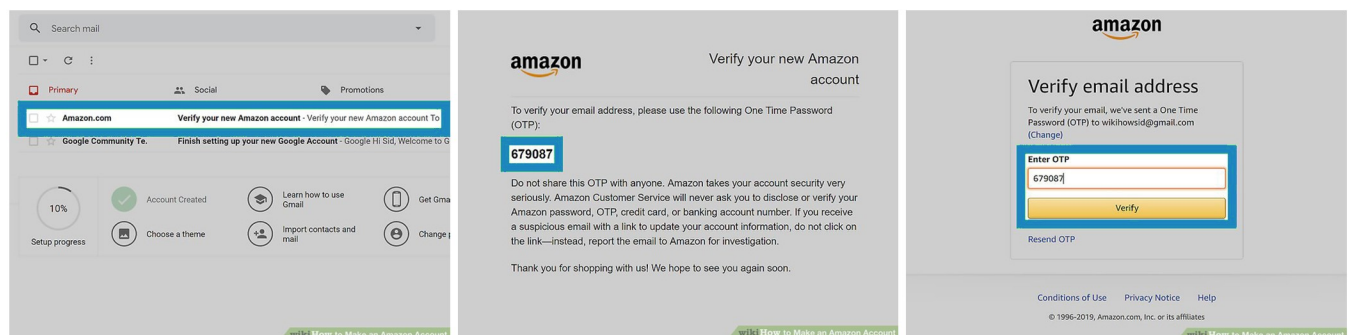 Search mail
Primary
Social
Promotions
Amazon.com
Verify your new Amazon account - Verify your new Amazon account To
Google Community Te.
Finish setting up your new Google Account - Google Hi Sid, Welcome to G
10%
Setup progress
Account Created
Learn how to use
Gmail
Get Gma
Choose a theme
Import contacts and
mail
Change p
wikiHow to Make an Amazon Account
amazon
Verify your new Amazon
account
To verify your email address, please use the following One Time Password
(OTP):
679087
Do not share this OTP with anyone. Amazon takes your account security very
seriously. Amazon Customer Service will never ask you to disclose or verify your
Amazon password, OTP, credit card, or banking account number. If you receive
a suspicious email with a link to update your account information, do not click on
the link—instead, report the email to Amazon for investigation.
Thank you for shopping with us! We hope to see you again soon.
wikiHow to Make an Amazon Account
amazon
Verify email address
To verify your email, we've sent a One Time
Password (OTP) to wikihowsid@gmail.com
(Change)
Enter OTP
679087
Verify
Resend OTP
Conditions of Use
Privacy Notice
Help
© 1996-2019, Amazon.com, Inc. or its affiliates
wikiHow to Make an Amazon Account